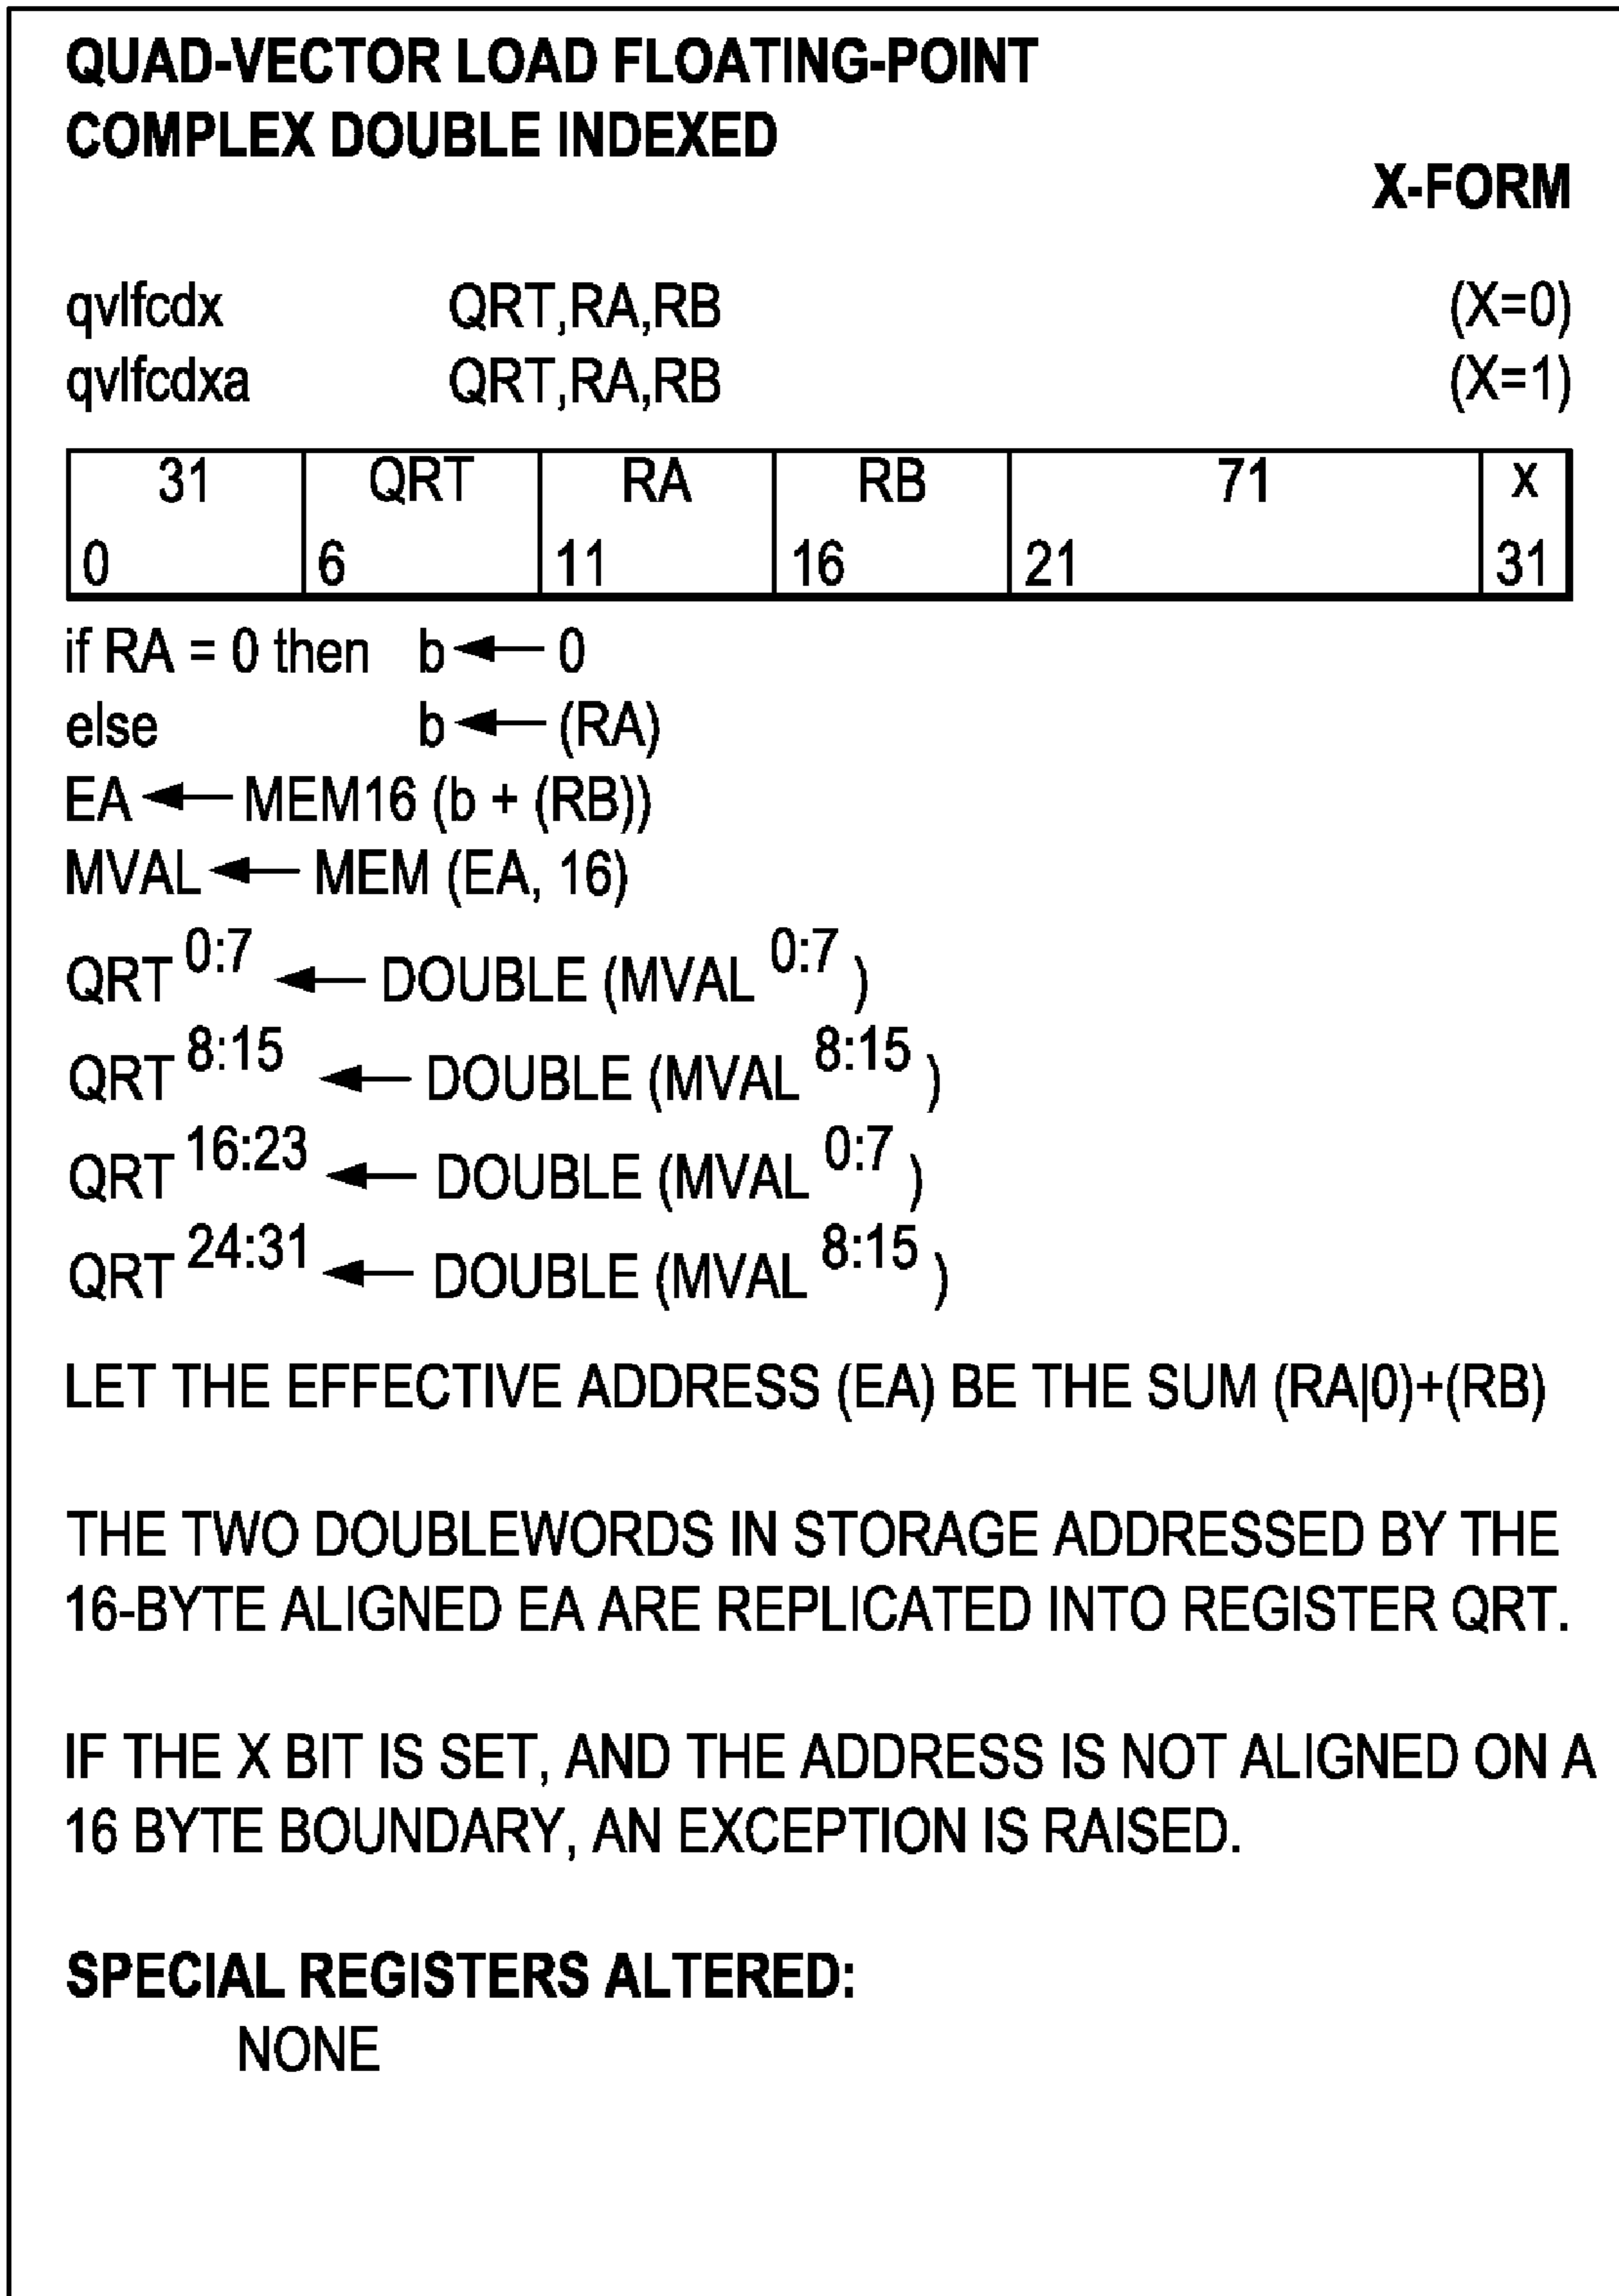 QUAD-VECTOR LOAD FLOATING-POINT
COMPLEX DOUBLE INDEXED
X-FORM
qvlfcdx QRT,RA,RB (X=0)
qvlfcdxa QRT,RA,RB (X=1)
31 QRT RA RB 71 x
0 6 11 16 21 31
if RA = 0 then b ← 0
else b ← (RA)
EA ← MEM16 (b + (RB))
MVAL ← MEM (EA, 16)
QRT 0:7 ← DOUBLE (MVAL 0:7 )
QRT 8:15 ← DOUBLE (MVAL 8:15 )
QRT 16:23 ← DOUBLE (MVAL 0:7 )
QRT 24:31 ← DOUBLE (MVAL 8:15 )
LET THE EFFECTIVE ADDRESS (EA) BE THE SUM (RA|0)+(RB)
THE TWO DOUBLEWORDS IN STORAGE ADDRESSED BY THE
16-BYTE ALIGNED EA ARE REPLICATED INTO REGISTER QRT.
IF THE X BIT IS SET, AND THE ADDRESS IS NOT ALIGNED ON A
16 BYTE BOUNDARY, AN EXCEPTION IS RAISED.
SPECIAL REGISTERS ALTERED:
NONE